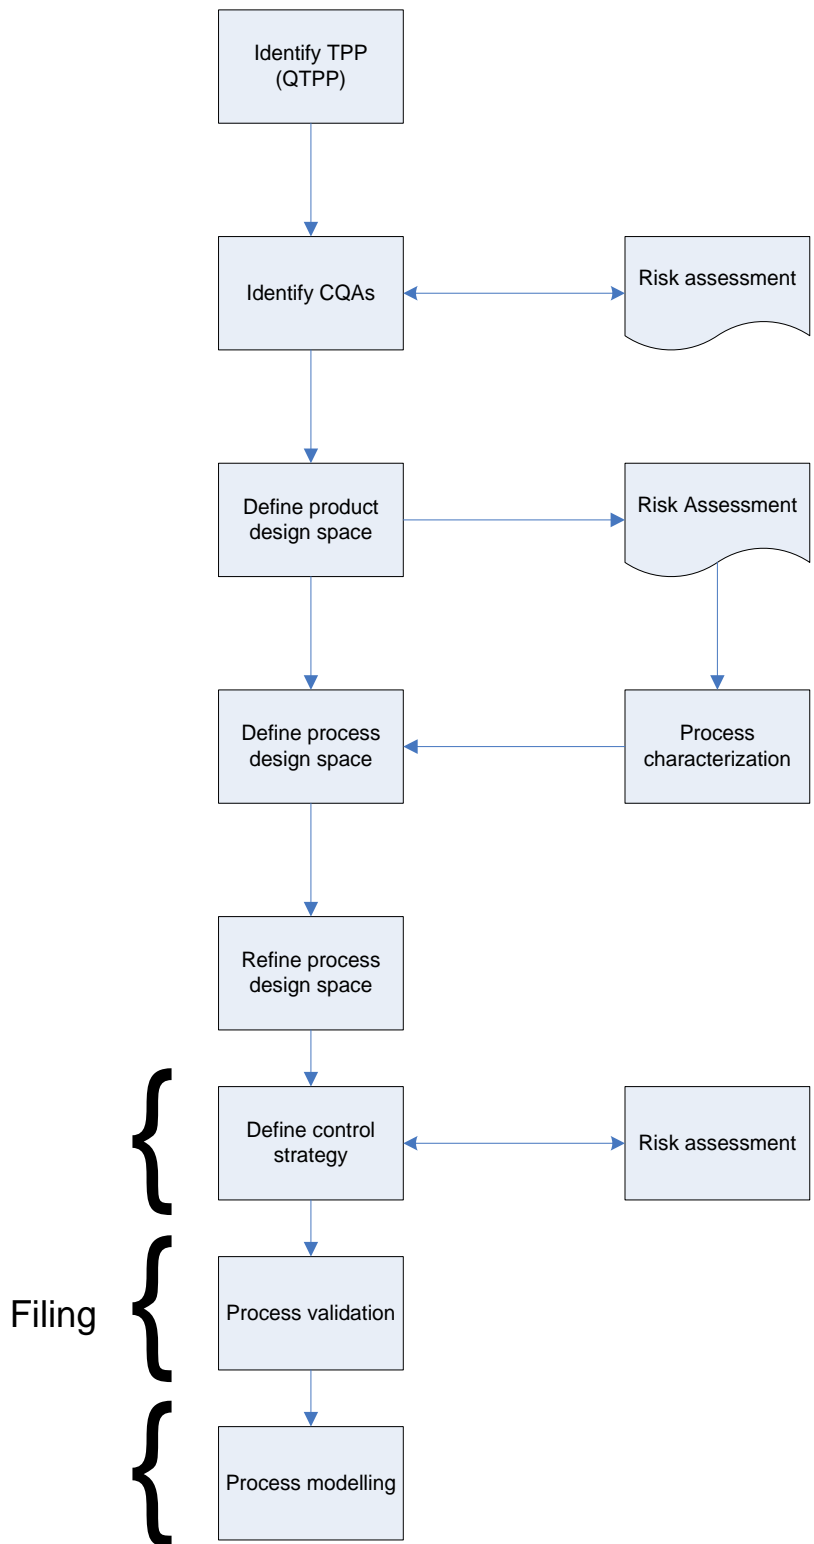 Identify TPP
(QTPP)
Identify CQAs
Risk assessment
Define product
design space
Risk Assessment
Define process
design space
Process
characterization
Refine process
design space
{
Define control
strategy
Risk assessment
Filing
{
Process validation
{
Process modelling